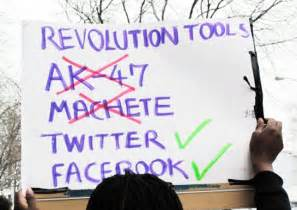 REVOLUTION TOOLS
AK-47
MACHETE
TWITTER ✓
FACEBOOK ✓